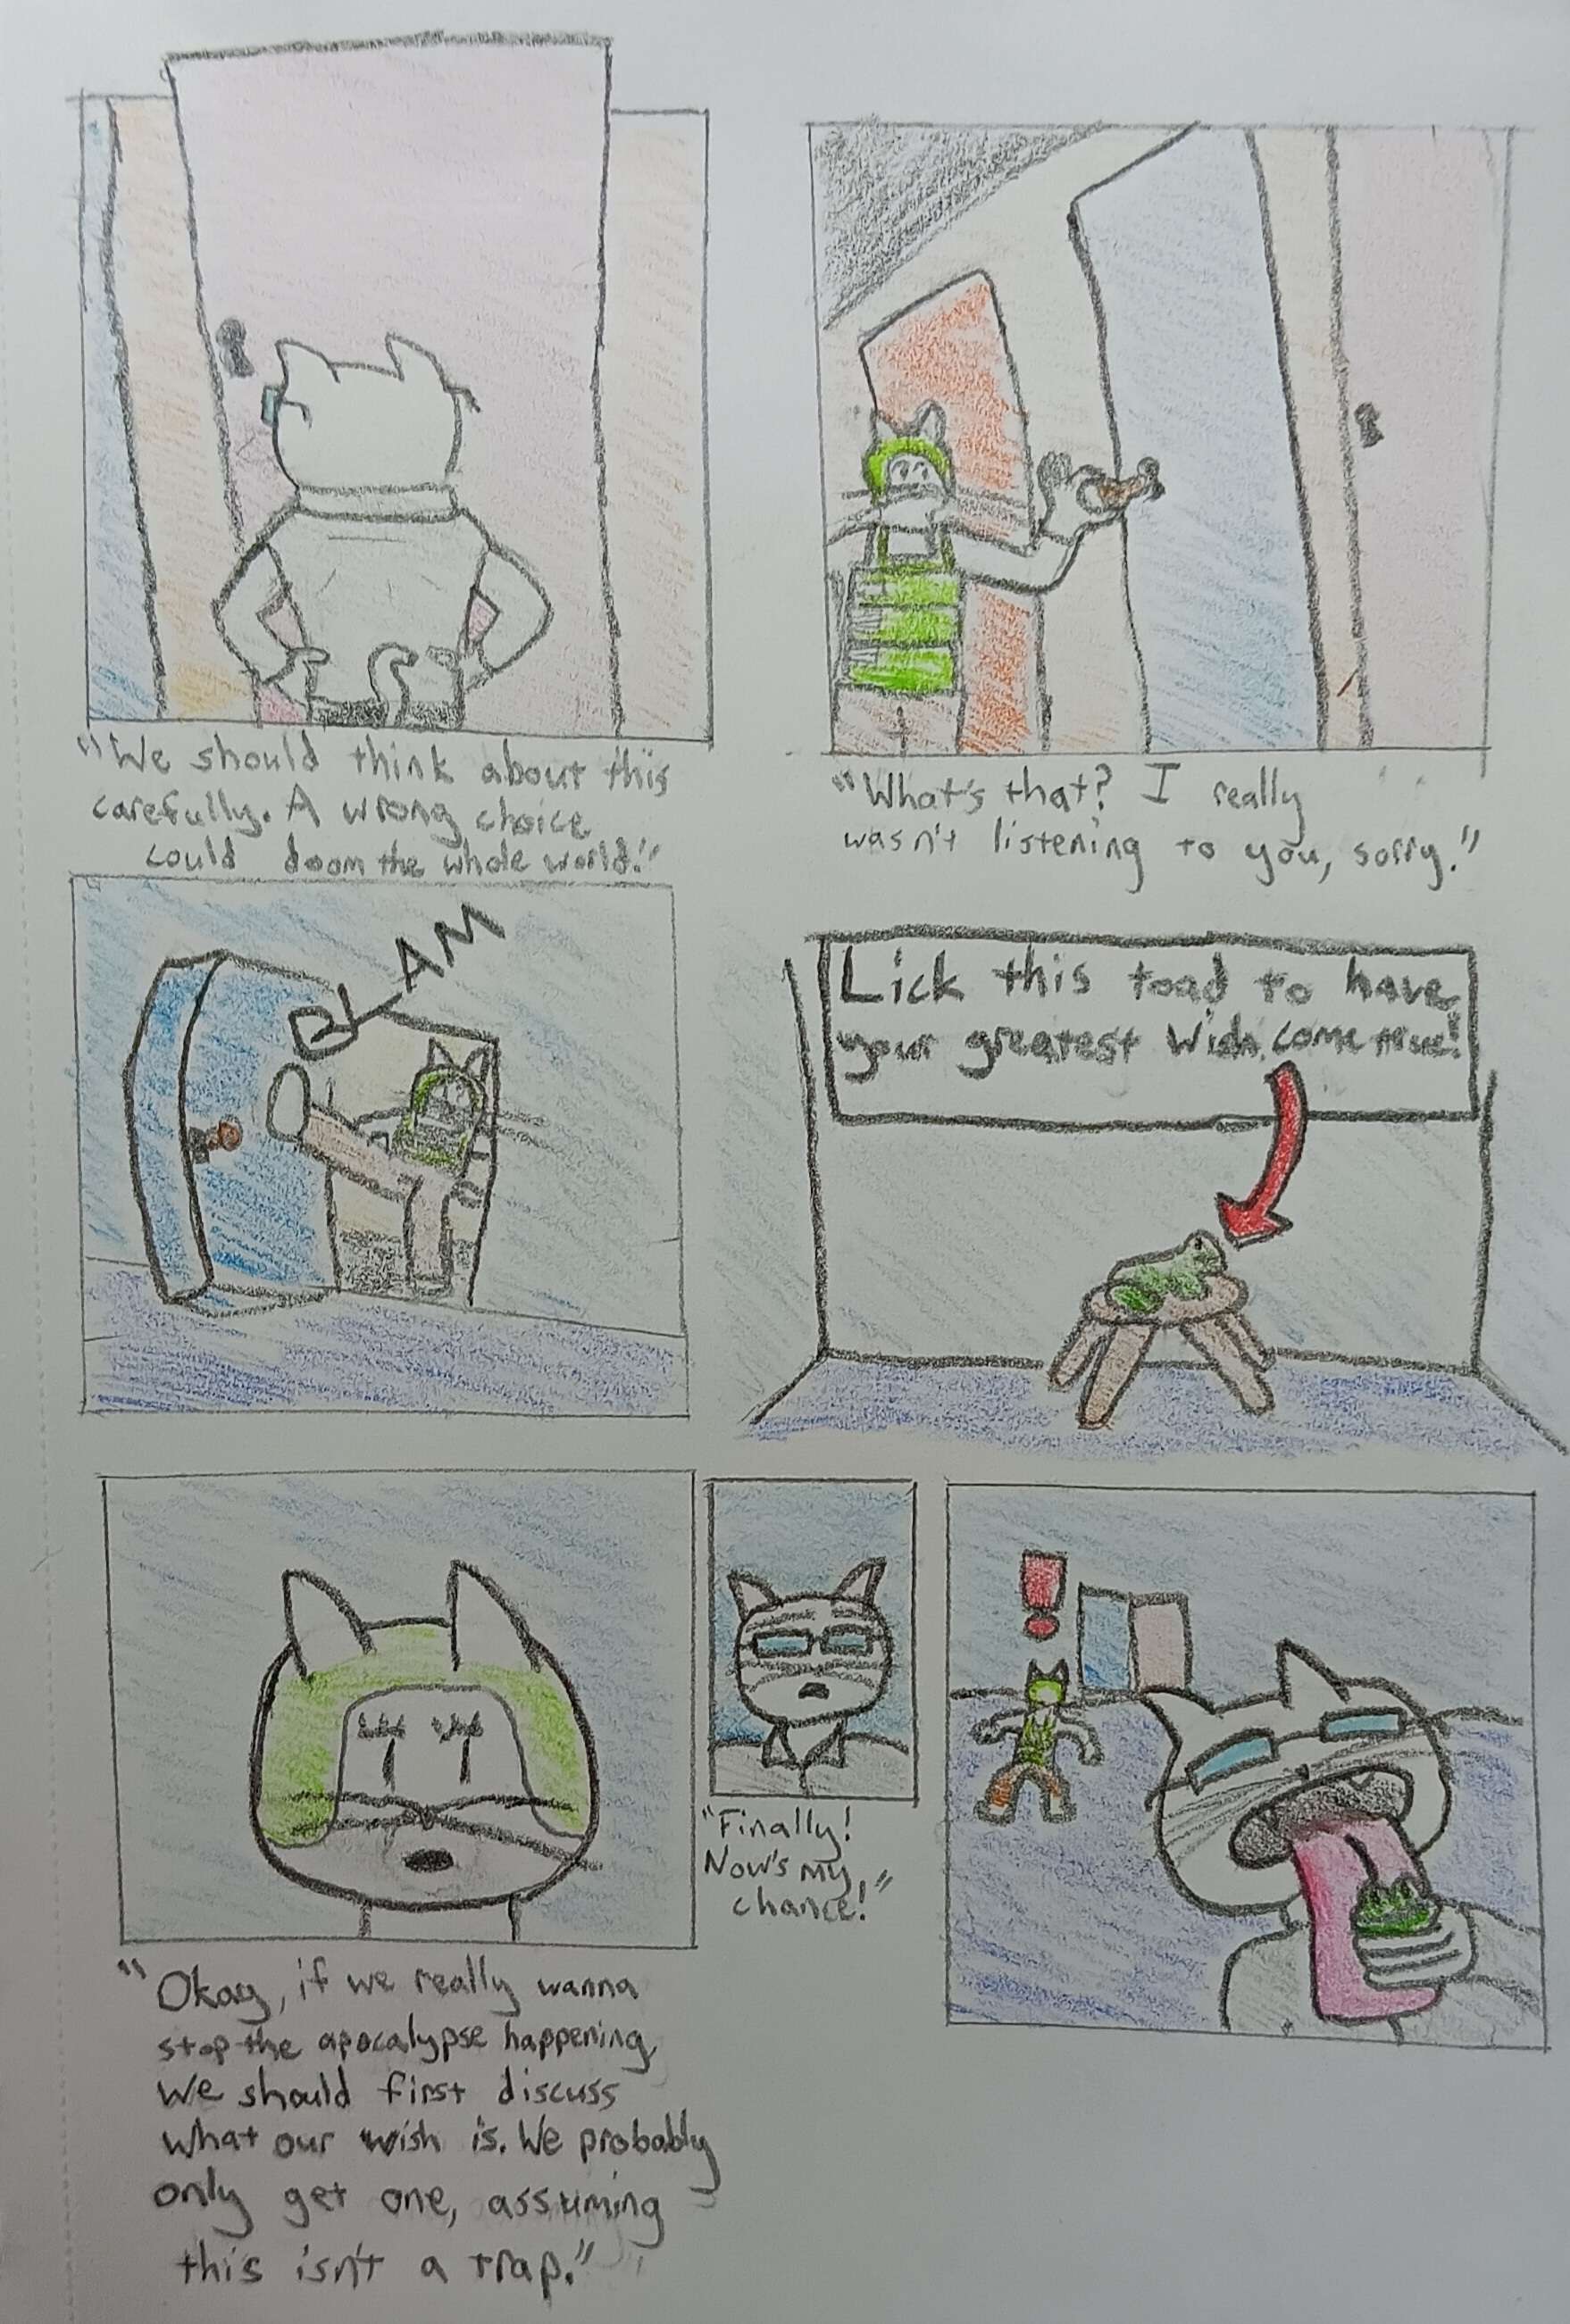 "We should think about this
carefully. A wrong choice
could doom the whole world."
"What's that? I really
wasn't listening to you, sorry."
BLAM
Lick this toad to have
your greatest wish come true!
"Okay, if we really wanna
stop the apocalypse happening,
we should first discuss
what our wish is. We probably
only get one, assuming
this isn't a trap."
"Finally!
Now's my
chance!"
!